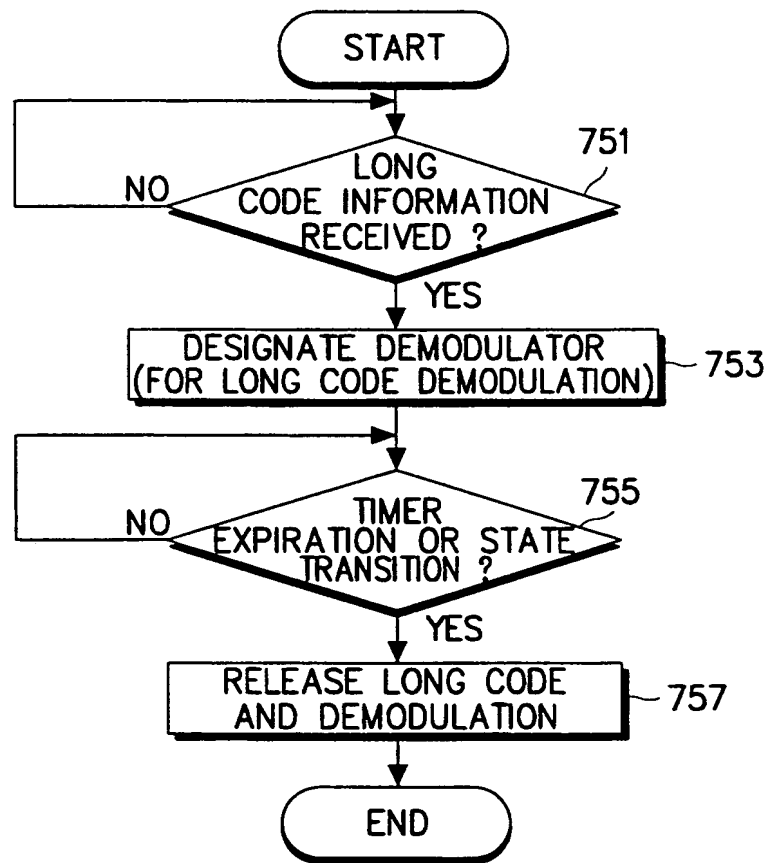 START
751
LONG
NO
CODE INFORMATION
RECEIVED ?
YES
DESIGNATE DEMODULATOR
(FOR LONG CODE DEMODULATION)
753
755
TIMER
NO
EXPIRATION OR STATE
TRANSITION ?
YES
RELEASE LONG CODE
AND DEMODULATION
757
END